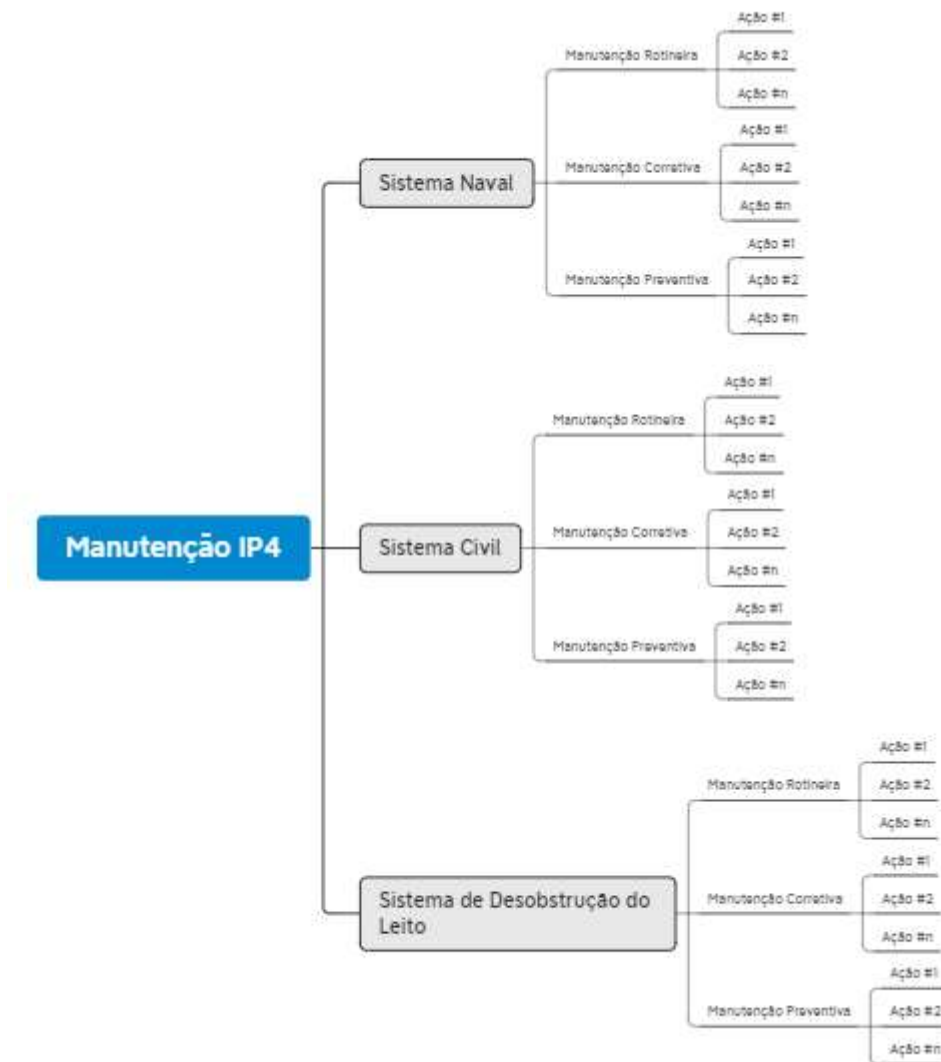 Manutenção IP4
Sistema Naval
Manutenção Rotineira
Ação #1
Ação #2
Ação #n
Manutenção Corretiva
Ação #1
Ação #2
Ação #n
Manutenção Preventiva
Ação #1
Ação #2
Ação #n
Sistema Civil
Manutenção Rotineira
Ação #1
Ação #2
Ação #n
Manutenção Corretiva
Ação #1
Ação #2
Ação #n
Manutenção Preventiva
Ação #1
Ação #2
Ação #n
Sistema de Desobstrução do
Leito
Manutenção Rotineira
Ação #1
Ação #2
Ação #n
Manutenção Corretiva
Ação #1
Ação #2
Ação #n
Manutenção Preventiva
Ação #1
Ação #2
Ação #n